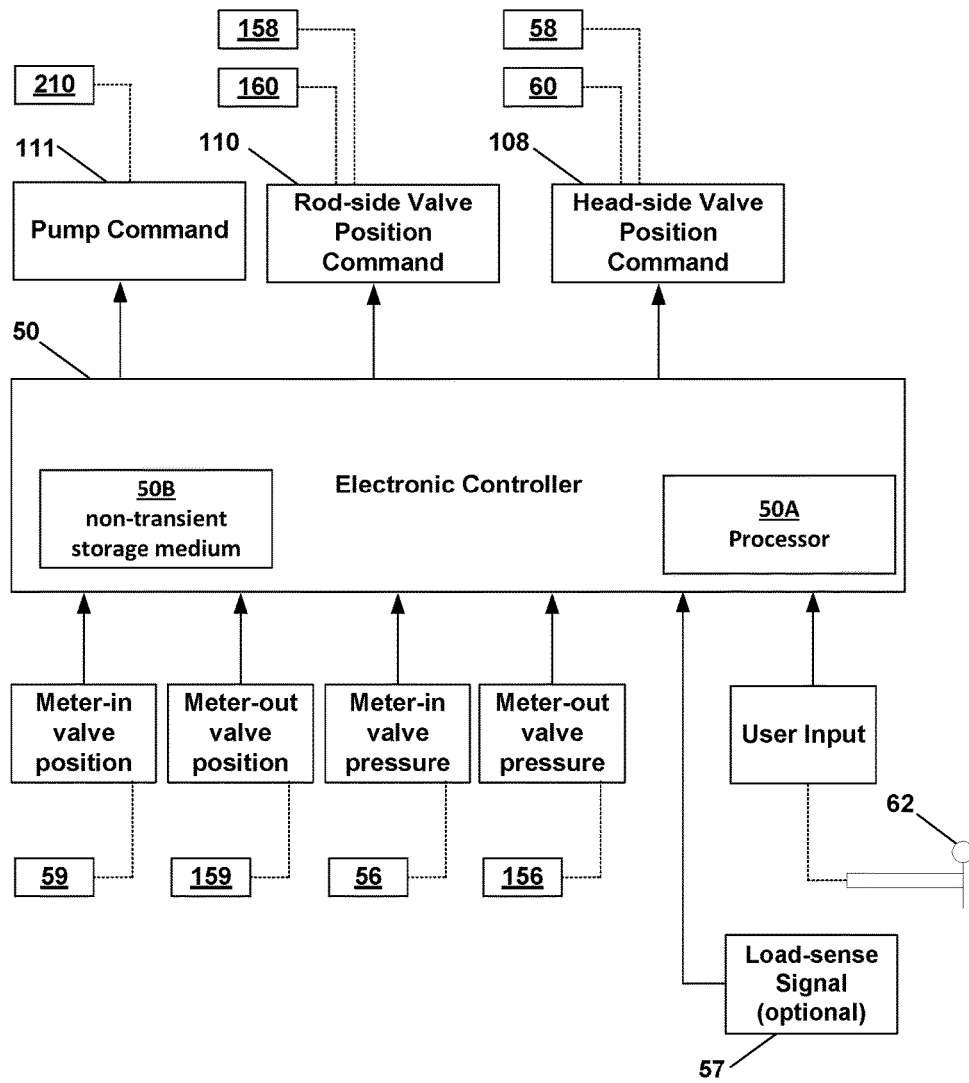 158
58
210
160
60
111
110
108
Pump Command
Rod-side Valve
Position
Command
Head-side Valve
Position
Command
50
50B
non-transient
storage medium
Electronic Controller
50A
Processor
Meter-in
valve
position
Meter-out
valve
position
Meter-in
valve
pressure
Meter-out
valve
pressure
User Input
62
59
159
56
156
Load-sense
Signal
(optional)
57